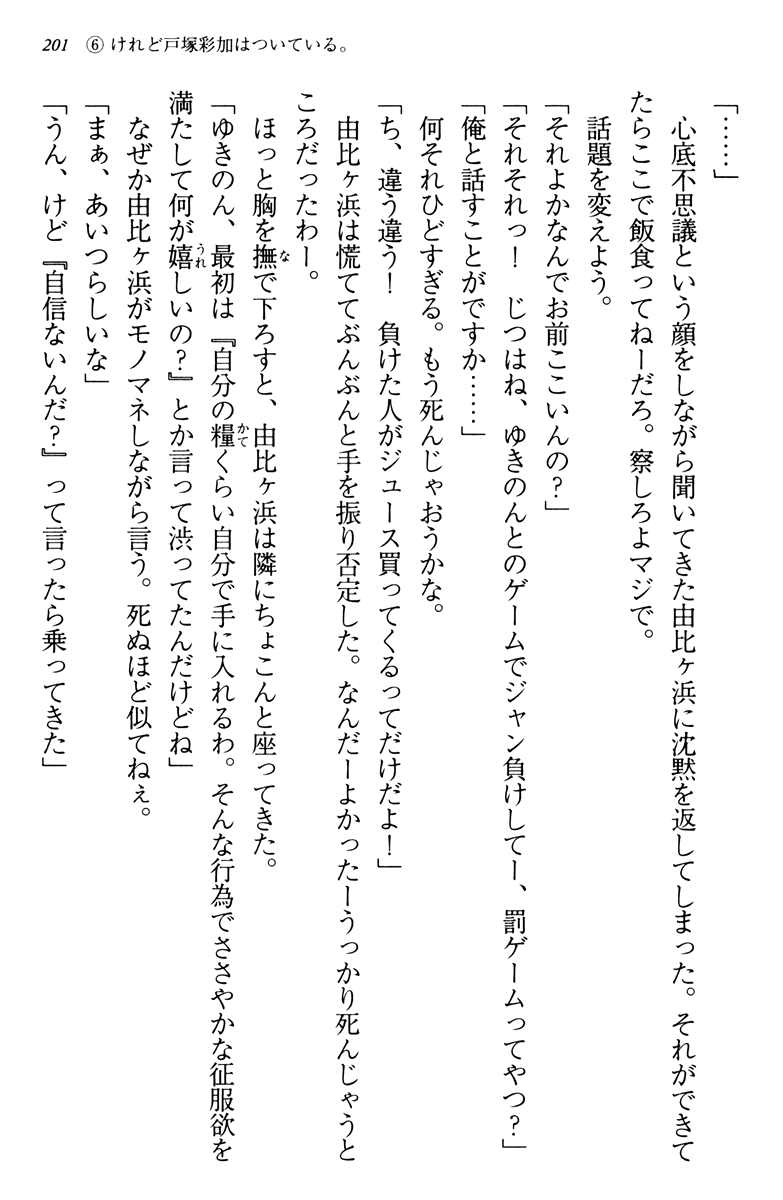 201 ⑥ けれど戸塚彩加はついている。
「……」
　心底不思議という顔をしながら聞いてきた由比ヶ浜に沈黙を返してしまった。それができて
たらここで飯食ってねーだろ。察しろよマジで。
　話題を変えよう。
「それよかなんでお前ここいんの？」
「それそれっ！　じつはね、ゆきのんとのゲームでジャン負けしてー、罰ゲームってやつ？」
「俺と話すことがですか……」
　何それひどすぎる。もう死んじゃおうかな。
「ち、違う違う！　負けた人がジュース買ってくるってだけだよ！」
　由比ヶ浜は慌ててぶんぶんと手を振り否定した。なんだーよかったーうっかり死んじゃうと
ころだったわー。
　ほっと胸を撫で下ろすと、由比ヶ浜は隣にちょこんと座ってきた。
「ゆきのん、最初は『自分の糧くらい自分で手に入れるわ。そんな行為でささやかな征服欲を
満たして何が嬉しいの？』とか言って渋ってたんだけどね」
　なぜか由比ヶ浜がモノマネしながら言う。死ぬほど似てねぇ。
「まぁ、あいつらしいな」
「うん、けど『自信ないんだ？』って言ったら乗ってきた」